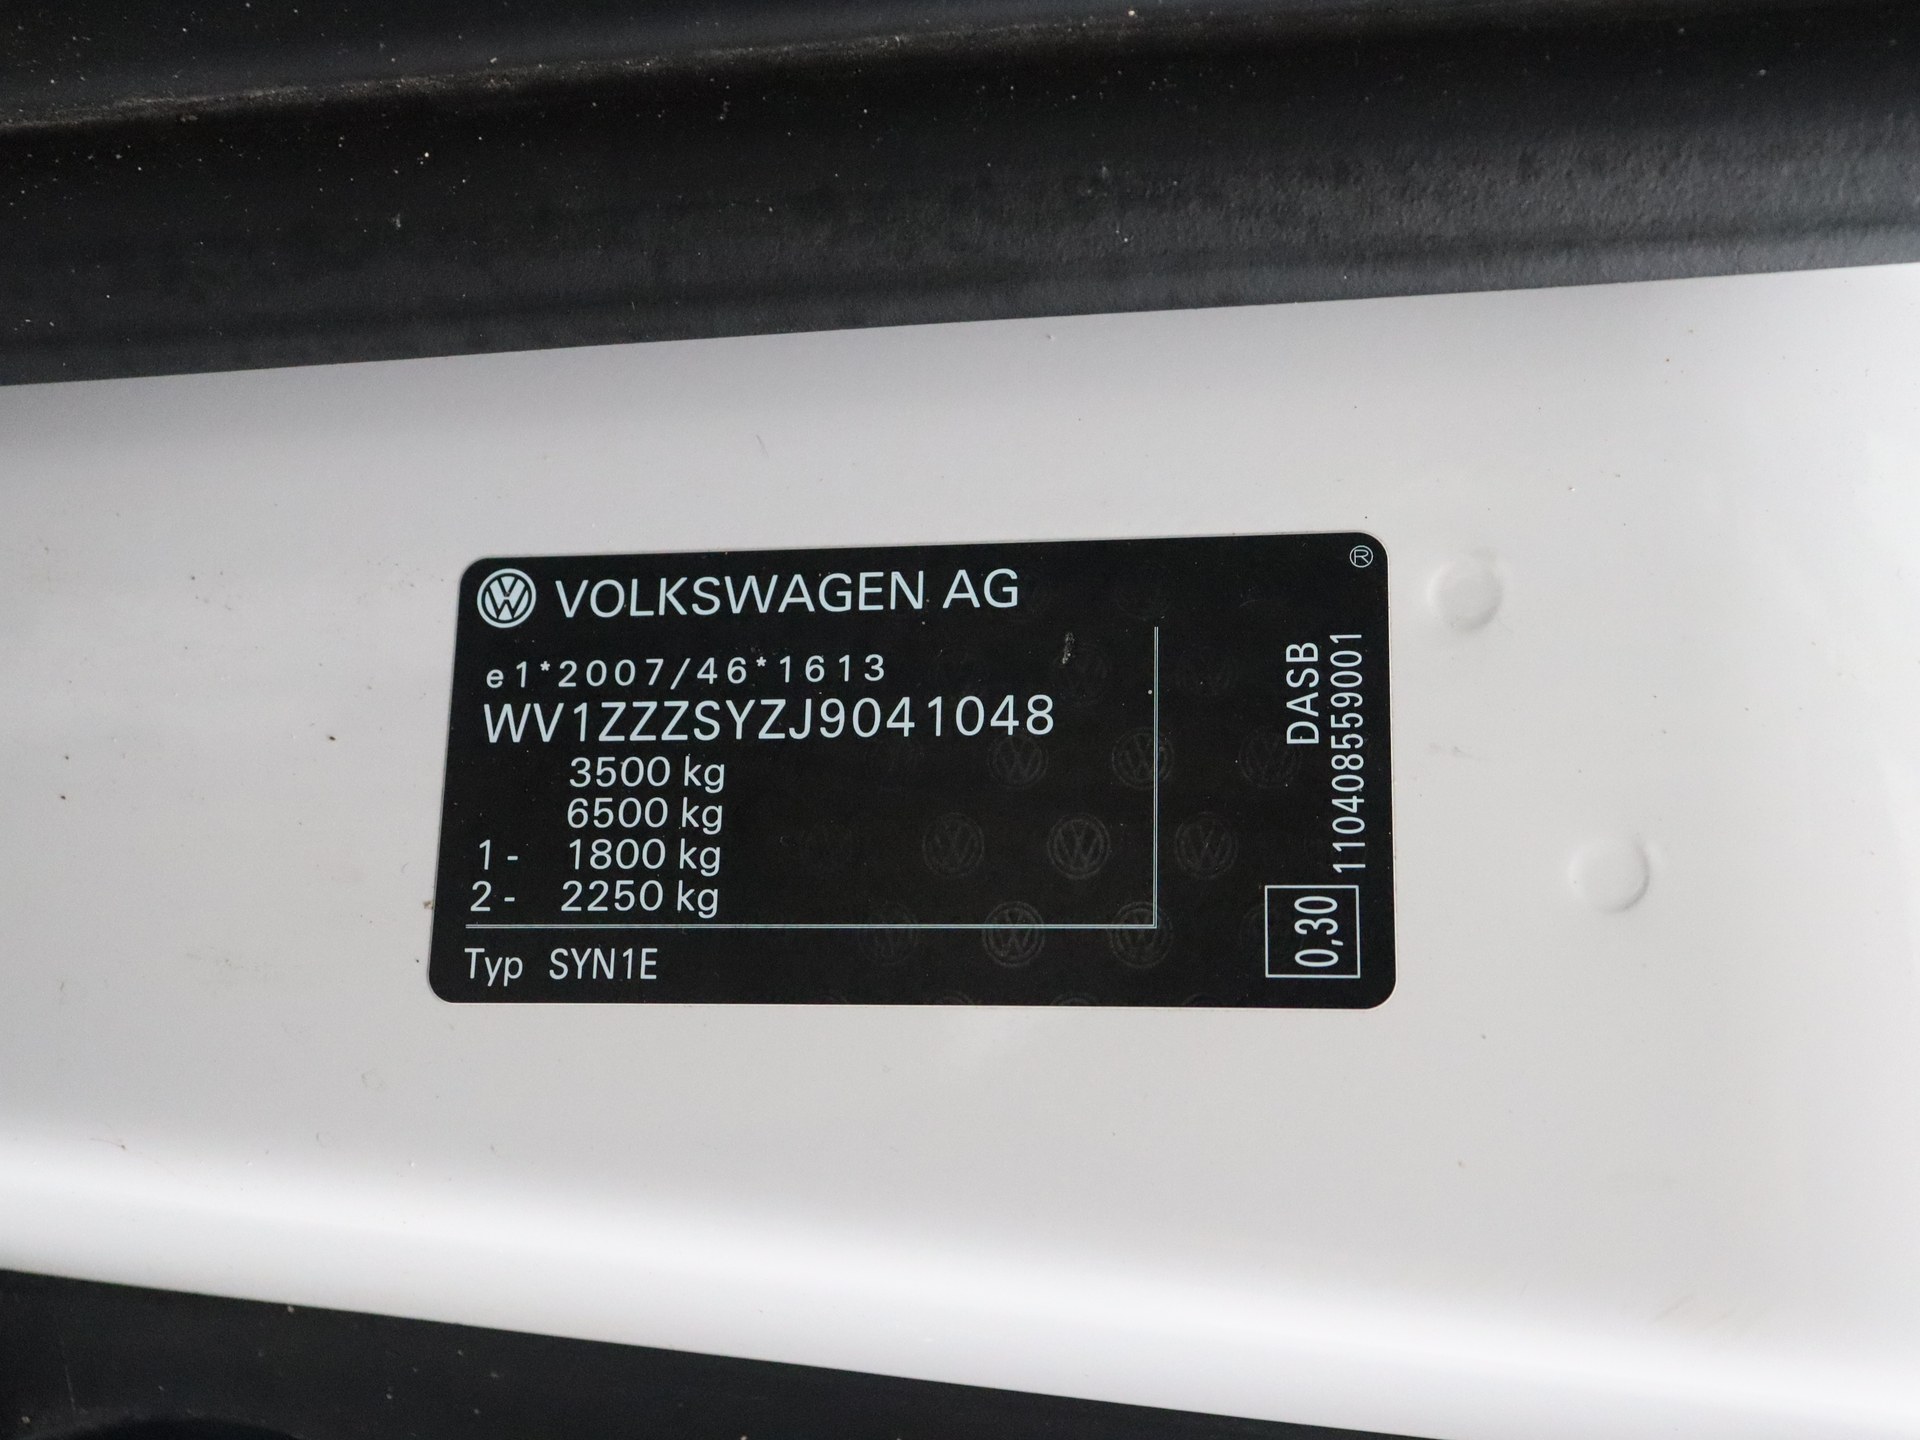 VOLKSWAGEN AG
®
e1*2007/46*1613
WV1ZZZSYZJ9041048
3500 kg
6500 kg
1- 1800 kg
2- 2250 kg
Typ SYN1E
DASB
110408559001
0,30